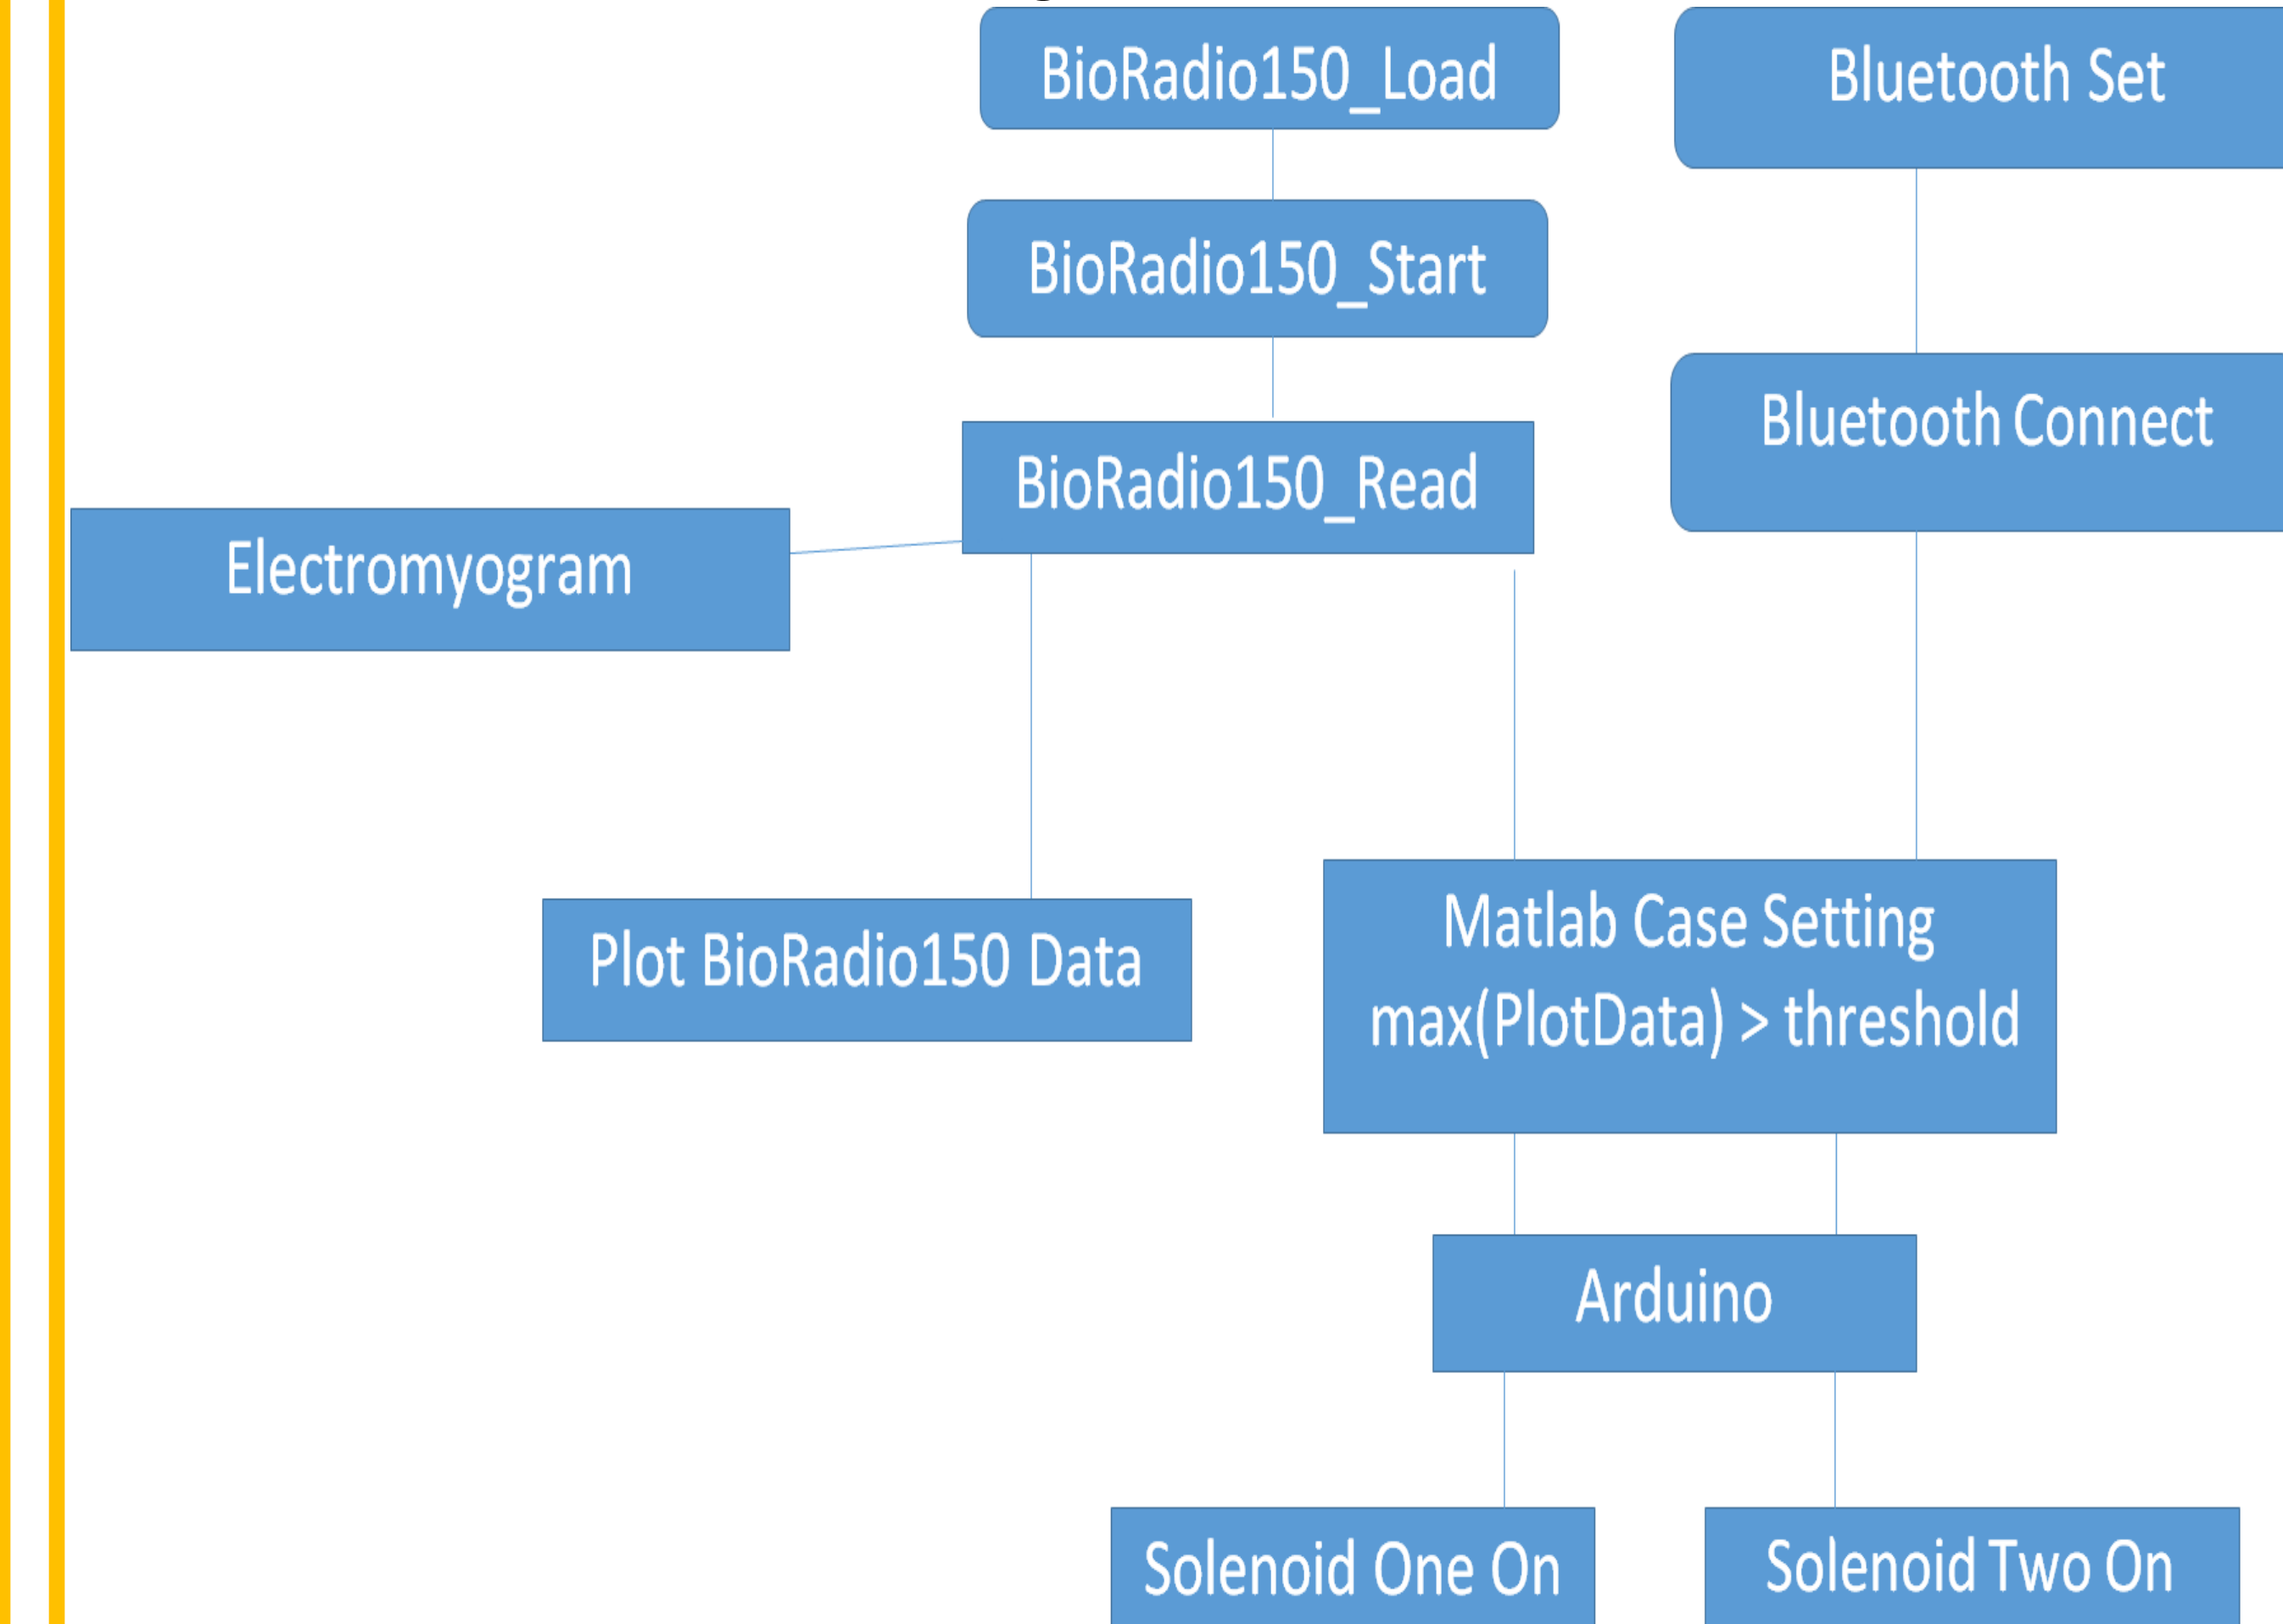 BioRadio150_Load
Bluetooth Set
BioRadio150_Start
Bluetooth Connect
BioRadio150_Read
Electromyogram
Plot BioRadio150 Data
Matlab Case Setting
max(PlotData) > threshold
Arduino
Solenoid One On
Solenoid Two On